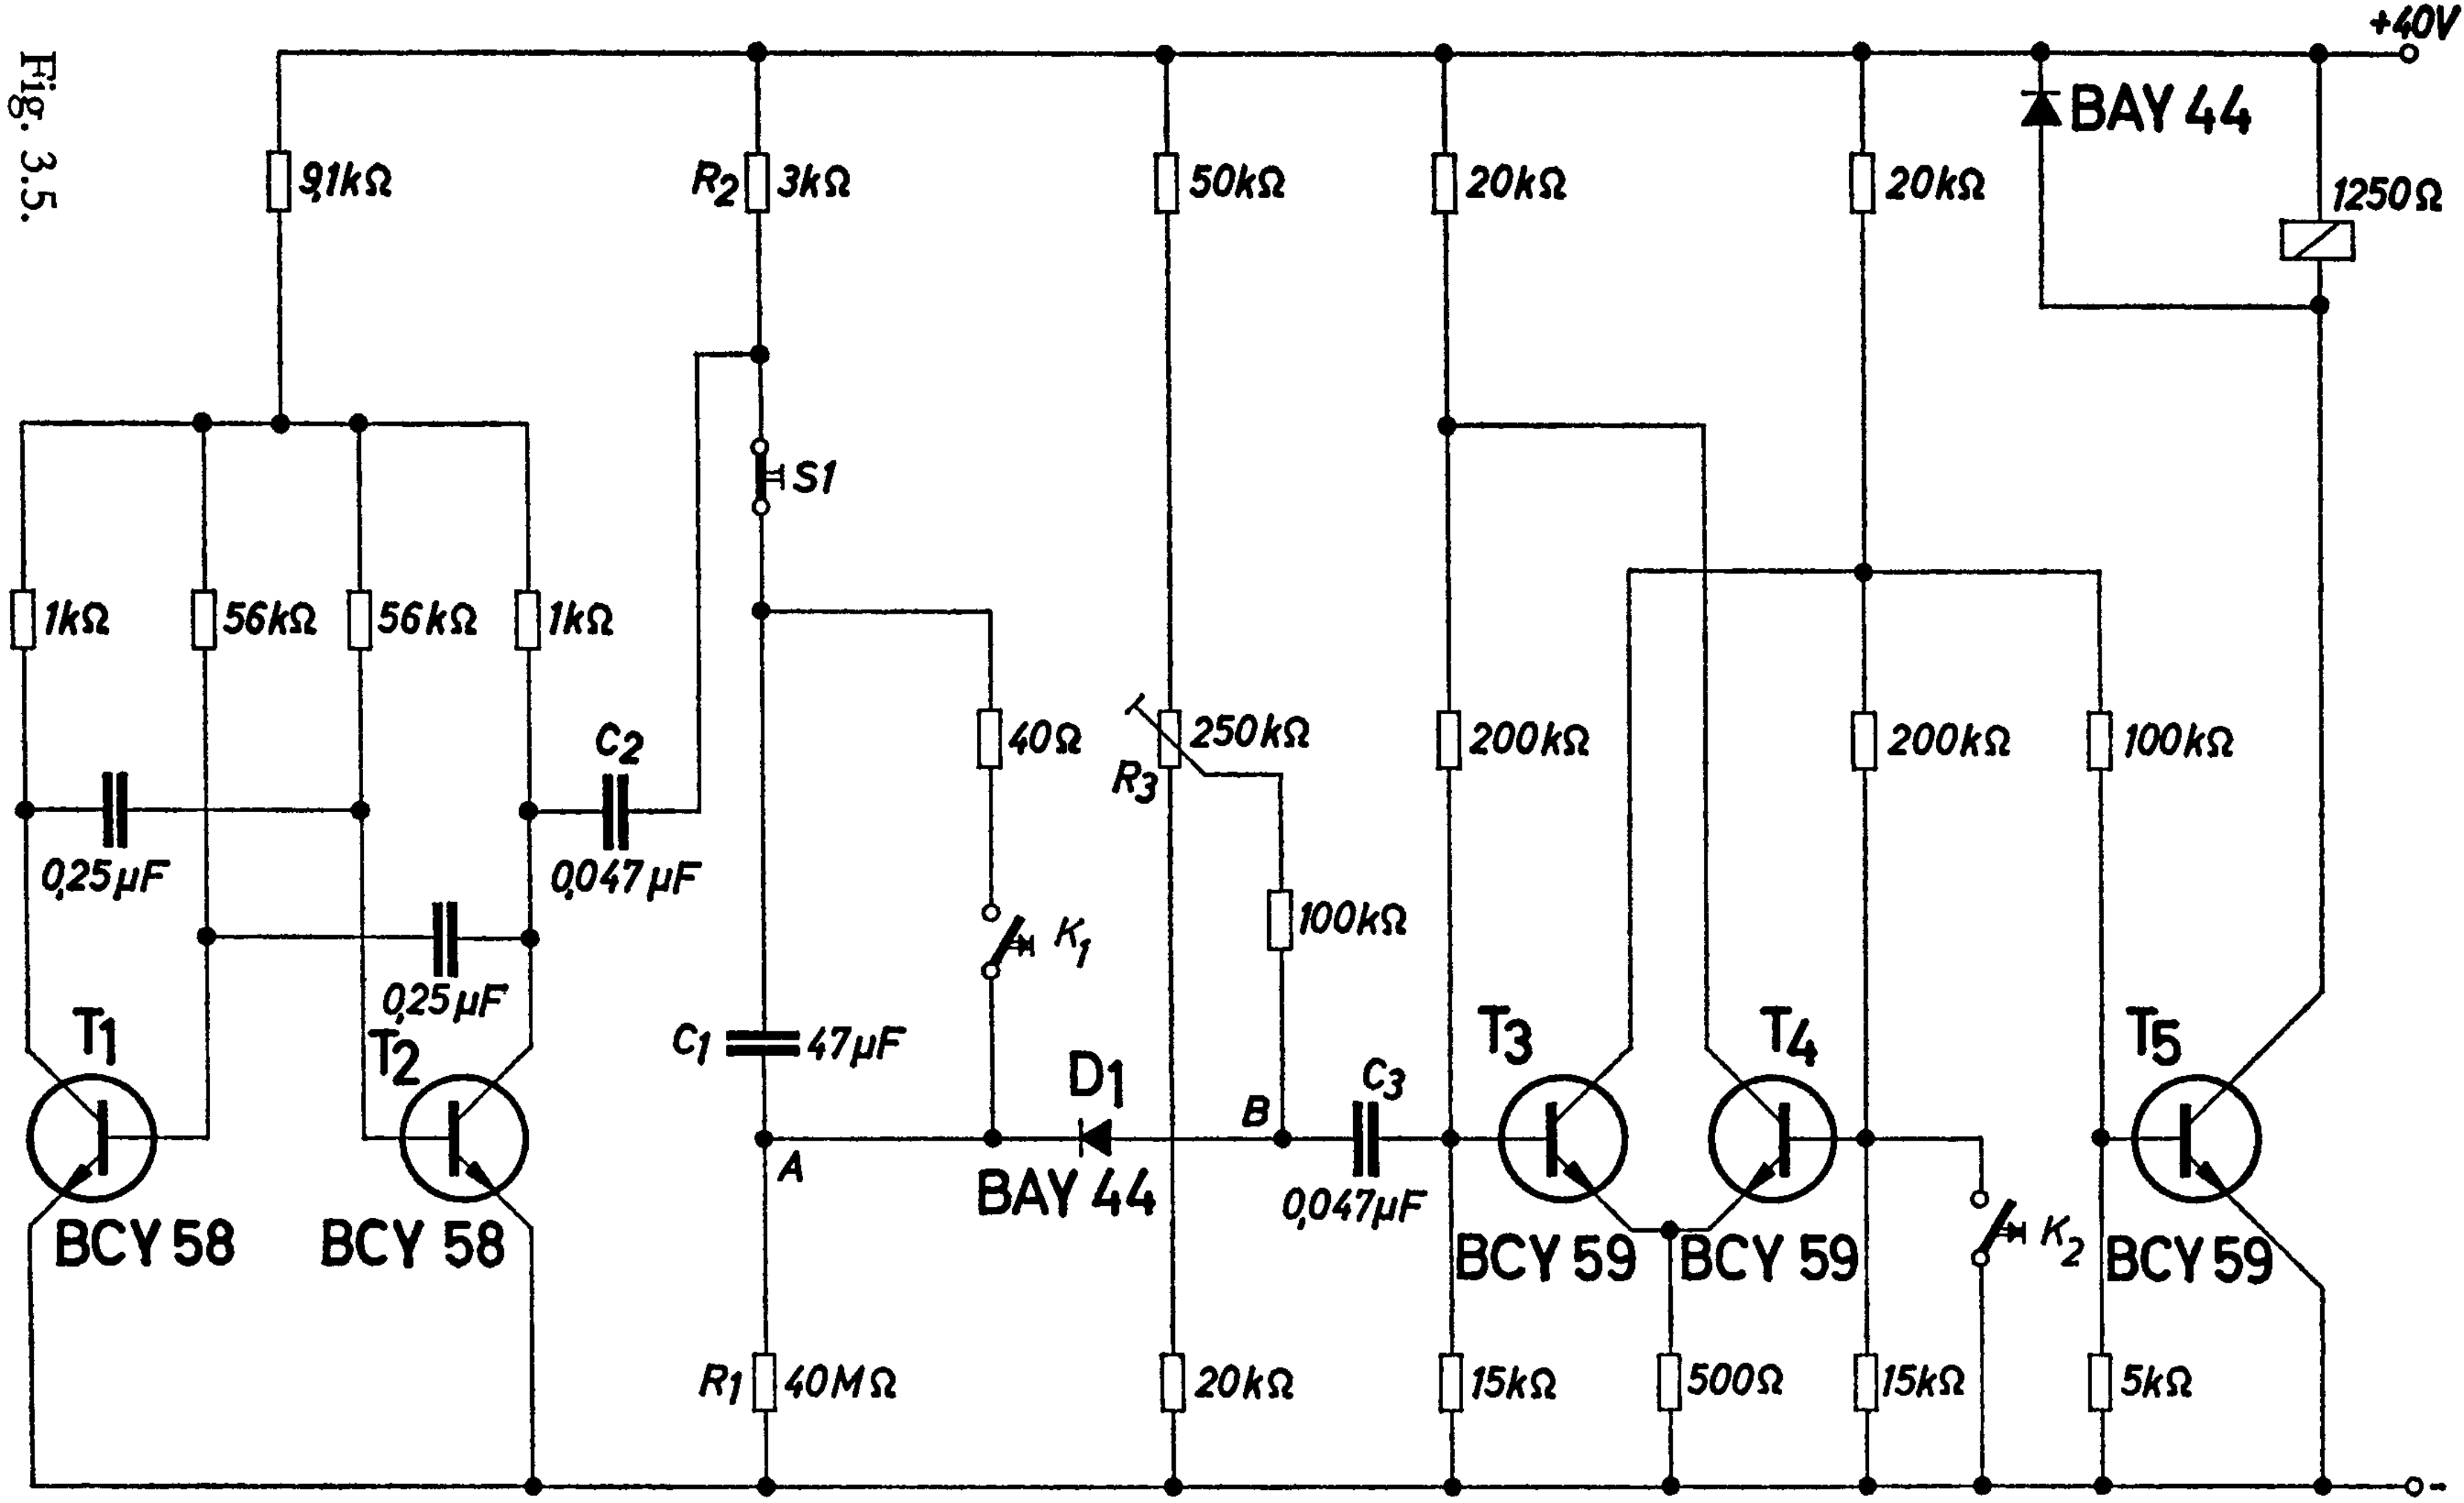 Fig. 3.5.
+40V
BAY 44
9,1kΩ
R2 3kΩ
50kΩ
20kΩ
20kΩ
1250Ω
S1
1kΩ
56kΩ
56kΩ
1kΩ
C2
0,047µF
40Ω
250kΩ
R3
200kΩ
200kΩ
100kΩ
0,25µF
0,25µF
K1
100kΩ
T1
T2
C1 47µF
D1
BAY 44
A
B
C3
0,047µF
T3
T4
T5
BCY 58
BCY 58
BCY 59
BCY 59
K2
BCY 59
R1 40MΩ
20kΩ
15kΩ
500Ω
15kΩ
5kΩ
-